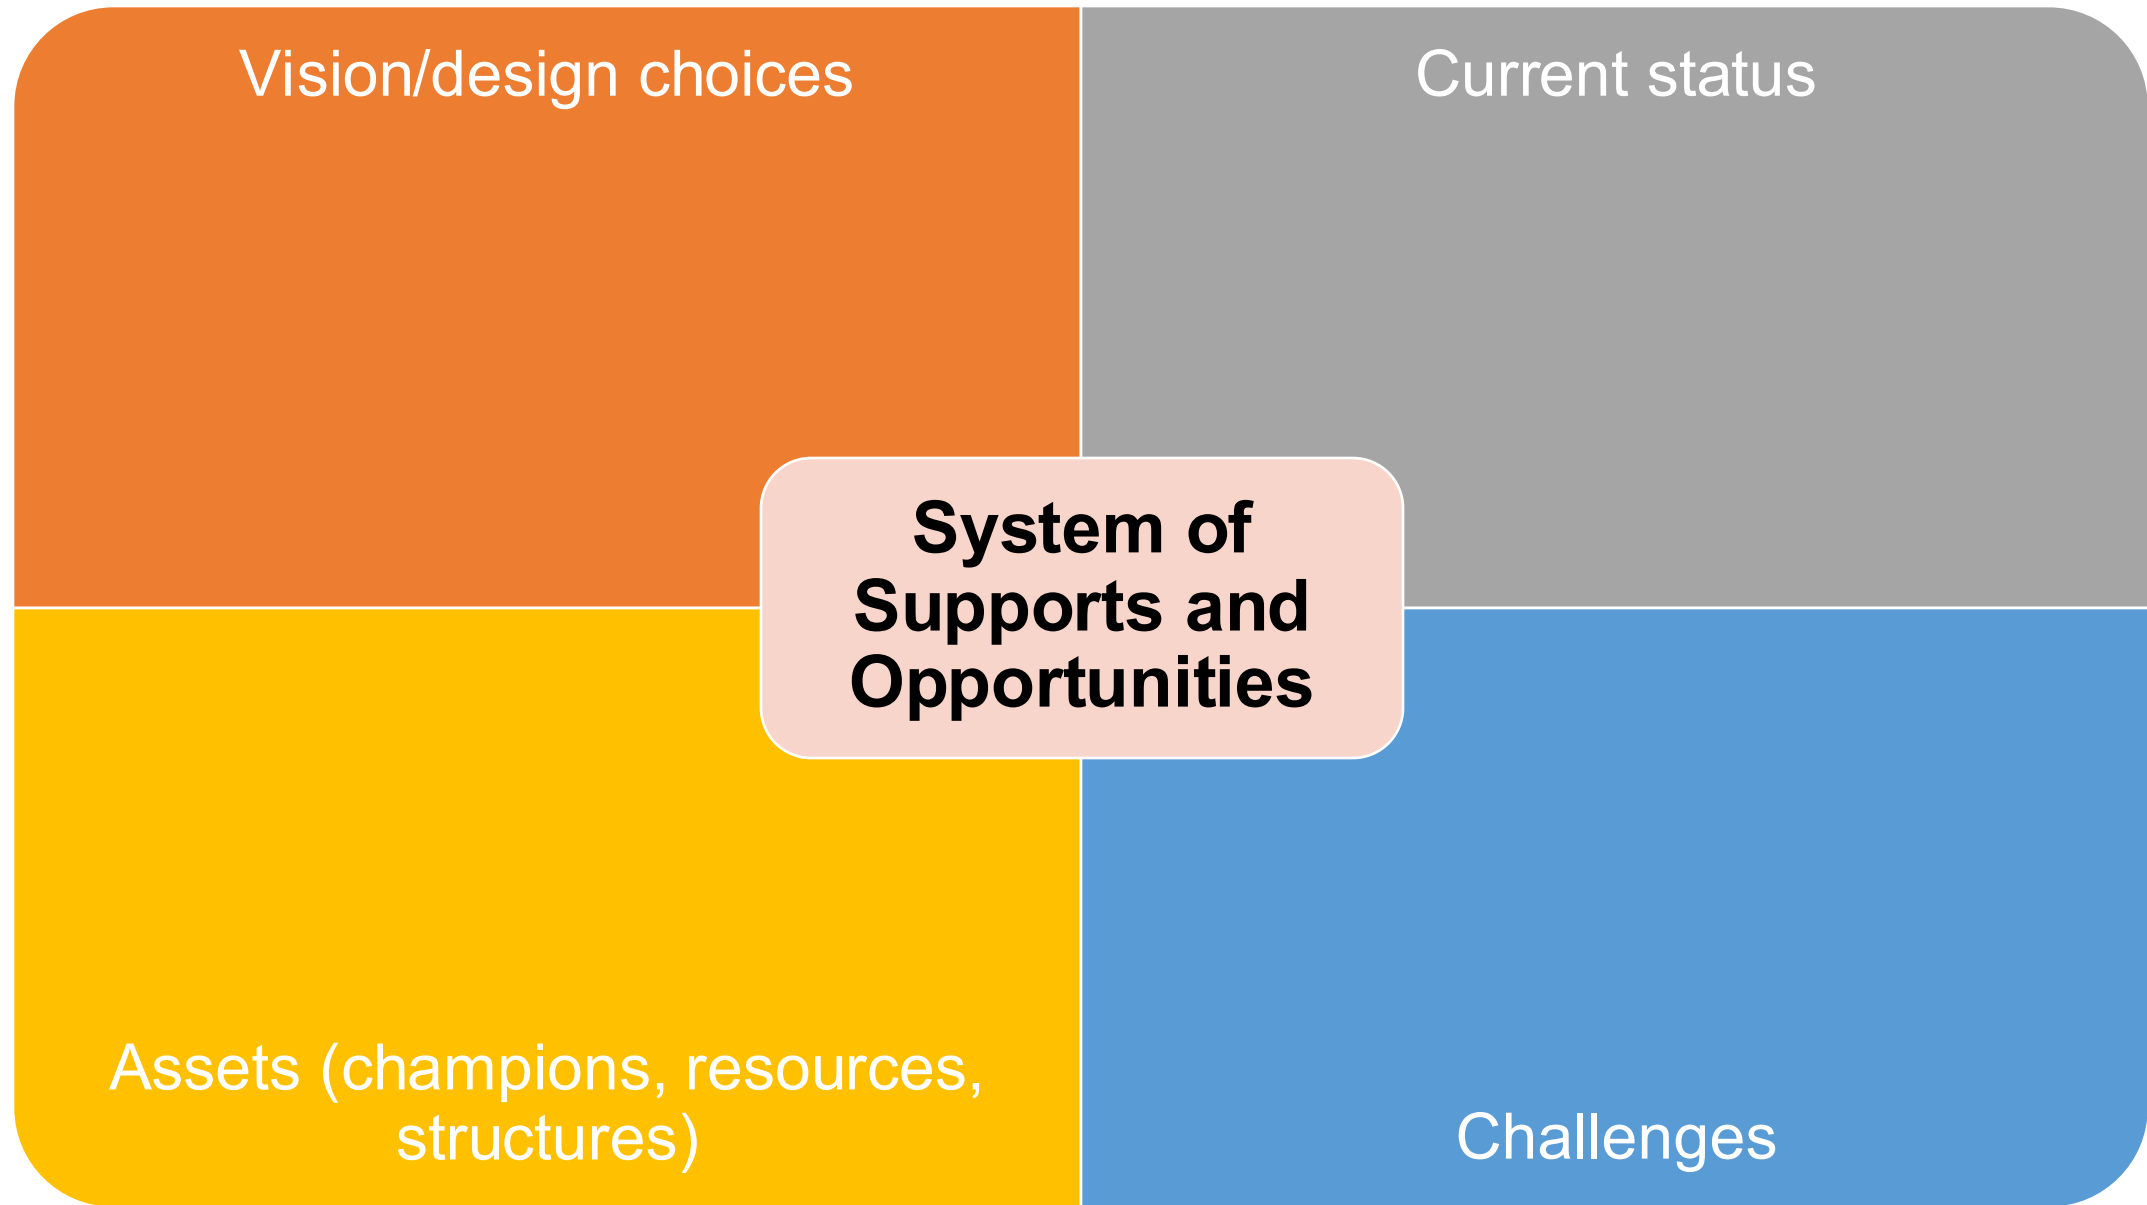 Vision/design choices
Current status
System of
Supports and
Opportunities
Assets (champions, resources,
structures)
Challenges